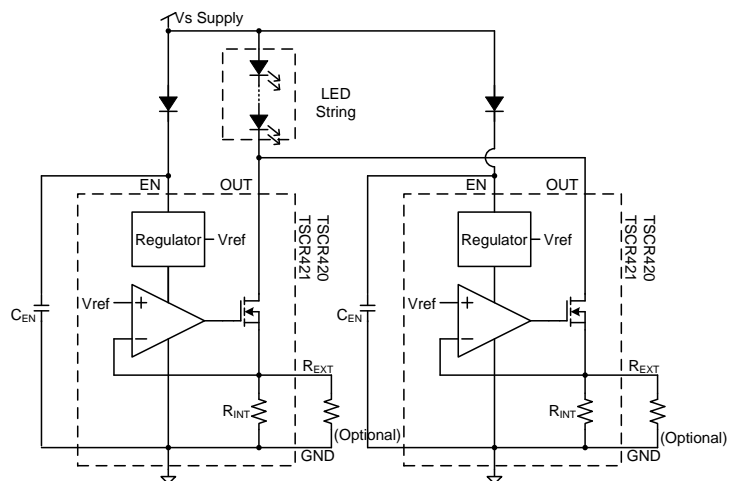 Vs Supply
LED
String
EN
OUT
Regulator
Vref
TSCR420
TSCR421
Vref
+
−
CEN
REXT
RINT
(Optional)
GND
EN
OUT
Regulator
Vref
TSCR420
TSCR421
Vref
+
−
CEN
REXT
RINT
(Optional)
GND